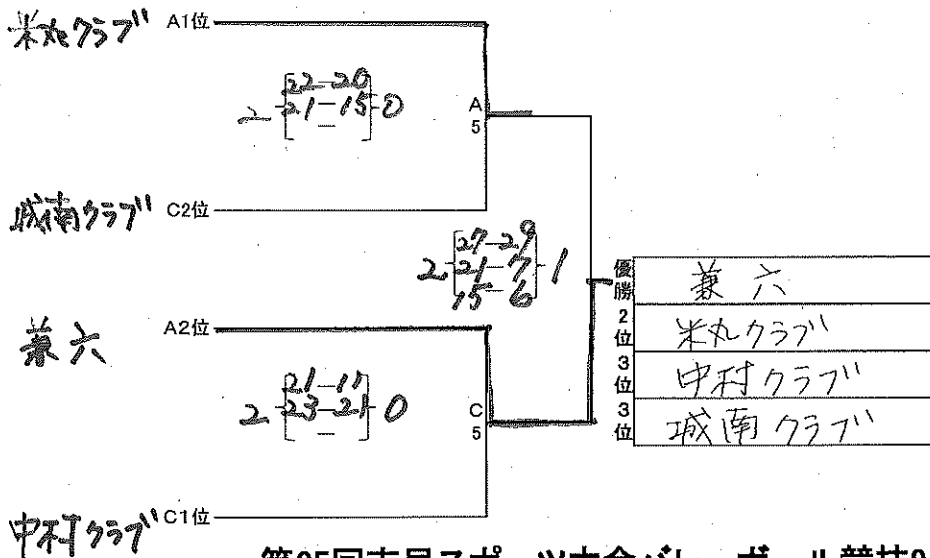 米丸クラブ A1位
2 22-20 0
21-15
-
A
5
城南クラブ C2位
2 27-29 1
21-7
15-6
兼六 A2位
2 21-17 0
23-21
-
C
5
中村クラブ C1位
優勝 兼六
2位 米丸クラブ
3位 中村クラブ
3位 城南クラブ